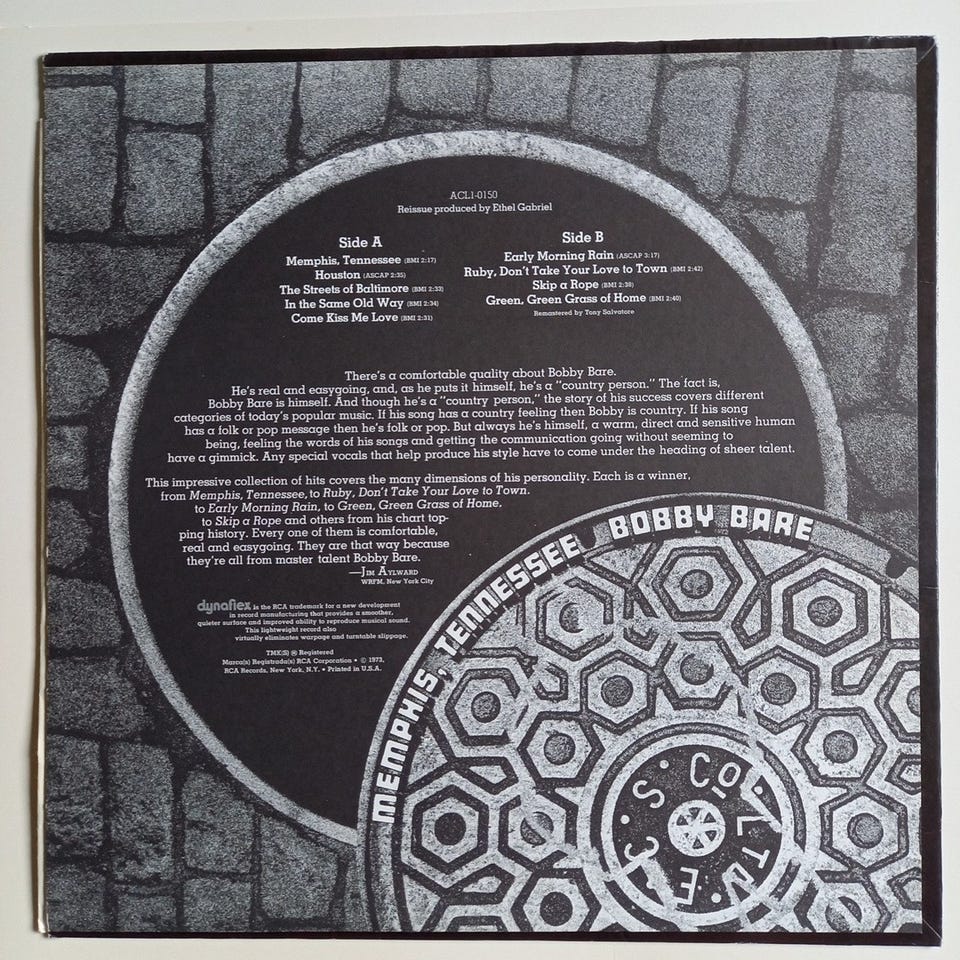 ACL1-0150
Reissue produced by Ethel Gabriel
Side A
Memphis, Tennessee (BMI 2:17)
Houston (ASCAP 2:35)
The Streets of Baltimore (BMI 2:33)
In the Same Old Way (BMI 2:34)
Come Kiss Me Love (BMI 2:31)
Side B
Early Morning Rain (ASCAP 3:17)
Ruby, Don't Take Your Love to Town (BMI 2:42)
Skip a Rope (BMI 2:38)
Green, Green Grass of Home (BMI 2:40)
Remastered by Tony Salvatore
There's a comfortable quality about Bobby Bare.
He's real and easygoing, and, as he puts it himself, he's a "country person." The fact is,
Bobby Bare is himself. And though he's a "country person," the story of his success covers different
categories of today's popular music. If his song has a country feeling then Bobby is country. If his song
has a folk or pop message then he's folk or pop. But always he's himself, a warm, direct and sensitive human
being, feeling the words of his songs and getting the communication going without seeming to
have a gimmick. Any special vocals that help produce his style have to come under the heading of sheer talent.
This impressive collection of hits covers the many dimensions of his personality. Each is a winner,
from Memphis, Tennessee, to Ruby, Don't Take Your Love to Town.
to Early Morning Rain, to Green, Green Grass of Home.
to Skip a Rope and others from his chart top-
ping history. Every one of them is comfortable,
real and easygoing. They are that way because
they're all from master talent Bobby Bare.
—Jim Aylward
WRFM, New York City
dynaflex is the RCA trademark for a new development
in record manufacturing that provides a smoother,
quieter surface and improved ability to reproduce musical sound.
This lightweight record also
virtually eliminates warpage and turntable slippage.
TMK(S) ® Registered
Marca(s) Registrada(s) RCA Corporation • © 1973,
RCA Records, New York, N.Y. • Printed in U.S.A.
MEMPHIS, TENNESSEE BOBBY BARE